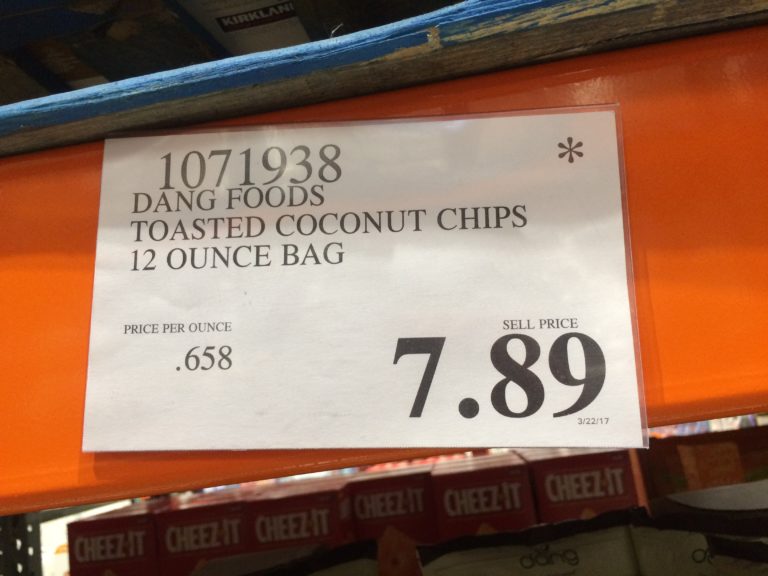 KIRKLAN
1071938
*
DANG FOODS
TOASTED COCONUT CHIPS
12 OUNCE BAG
PRICE PER OUNCE
.658
SELL PRICE
7.89
3/22/17
CHEEZ-IT
CHEEZ-IT
CHEEZ-IT
CHEEZ-IT
CHEEZ-IT
CHEEZ-IT
dang